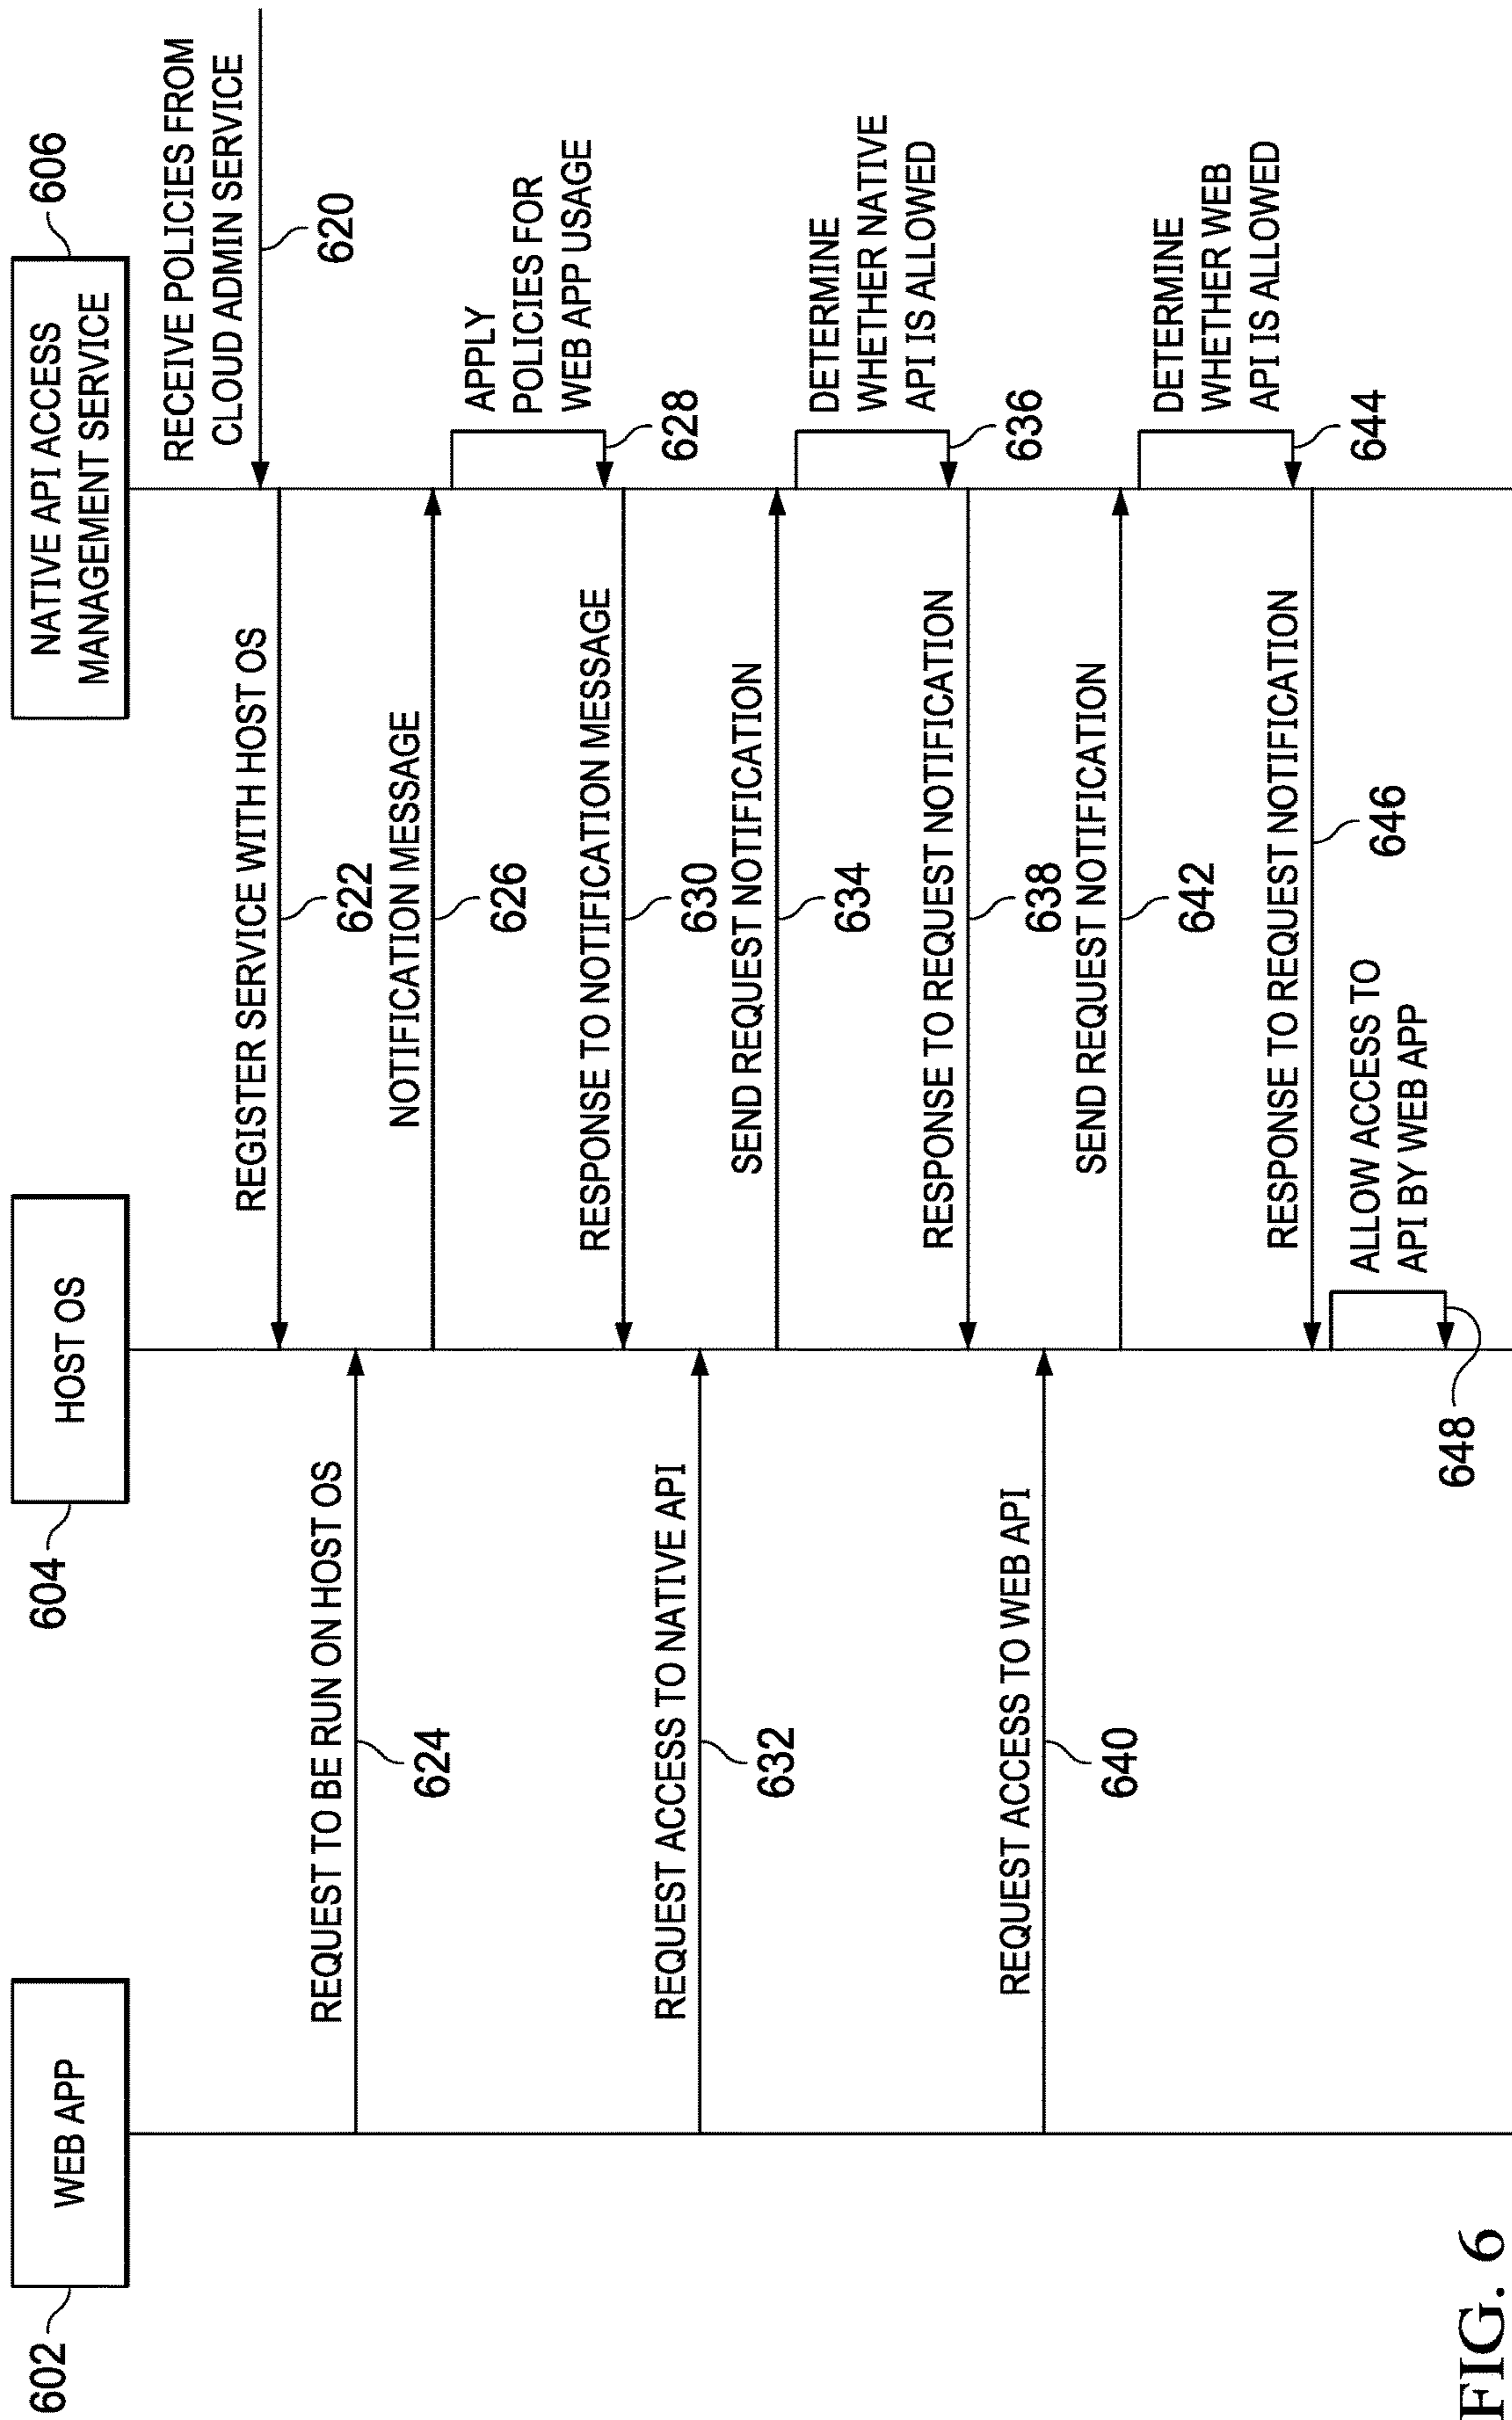 602
WEB APP
604
HOST OS
NATIVE API ACCESS
MANAGEMENT SERVICE
606
RECEIVE POLICIES FROM
CLOUD ADMIN SERVICE
620
REGISTER SERVICE WITH HOST OS
622
REQUEST TO BE RUN ON HOST OS
624
NOTIFICATION MESSAGE
626
APPLY
POLICIES FOR
WEB APP USAGE
628
RESPONSE TO NOTIFICATION MESSAGE
630
REQUEST ACCESS TO NATIVE API
632
SEND REQUEST NOTIFICATION
634
DETERMINE
WHETHER NATIVE
API IS ALLOWED
636
RESPONSE TO REQUEST NOTIFICATION
638
REQUEST ACCESS TO WEB API
640
SEND REQUEST NOTIFICATION
642
DETERMINE
WHETHER WEB
API IS ALLOWED
644
RESPONSE TO REQUEST NOTIFICATION
646
ALLOW ACCESS TO
API BY WEB APP
648
FIG. 6